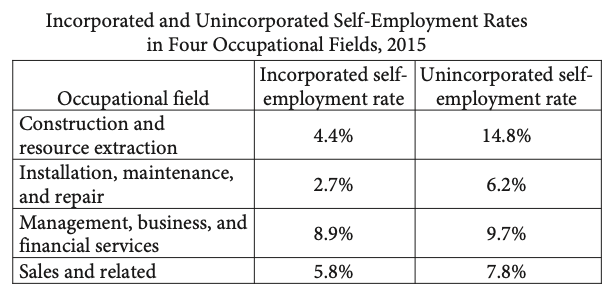 Incorporated and Unincorporated Self-Employment Rates
in Four Occupational Fields, 2015
Occupational field
Incorporated self-
employment rate
Unincorporated self-
employment rate
Construction and
resource extraction
4.4%
14.8%
Installation, maintenance,
and repair
2.7%
6.2%
Management, business, and
financial services
8.9%
9.7%
Sales and related
5.8%
7.8%